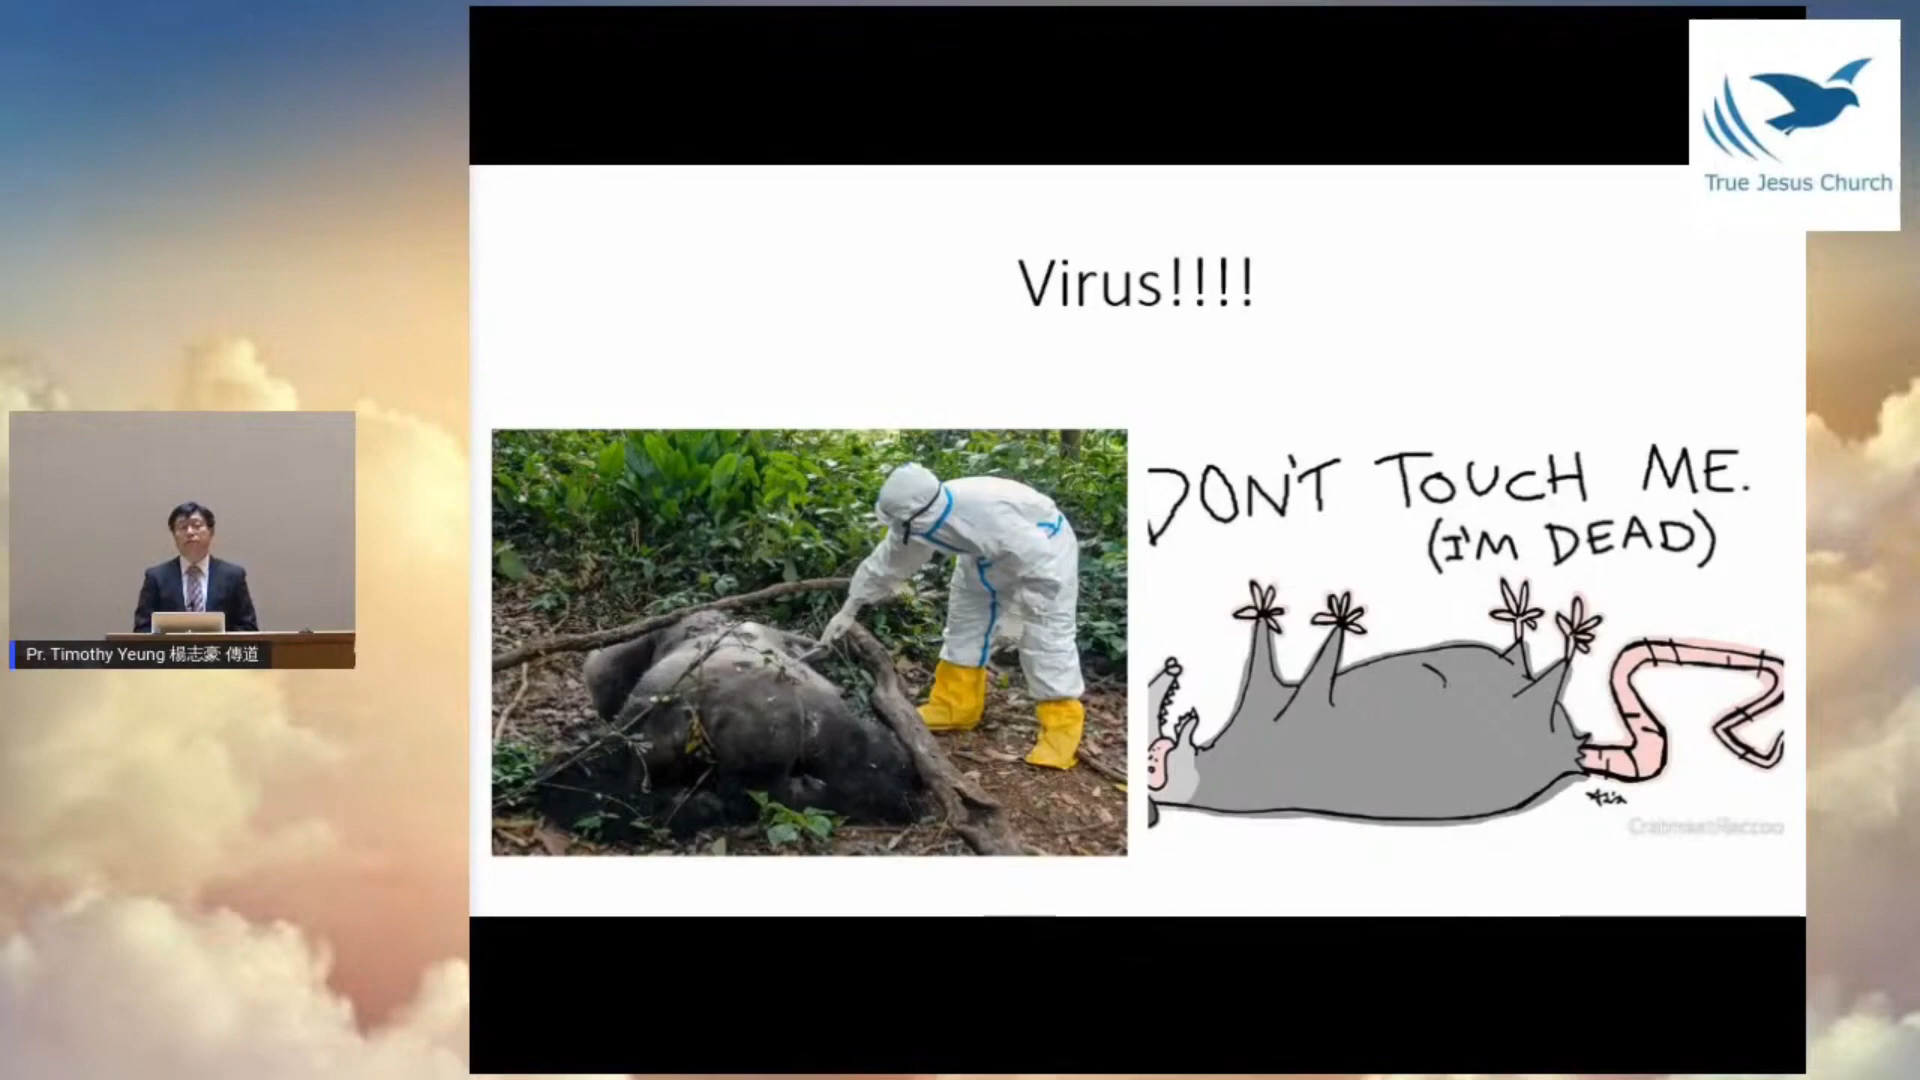 True Jesus Church
Virus!!!!
DON'T TOUCH ME.
(I'M DEAD)
Pr. Timothy Yeung 楊志豪 傳道